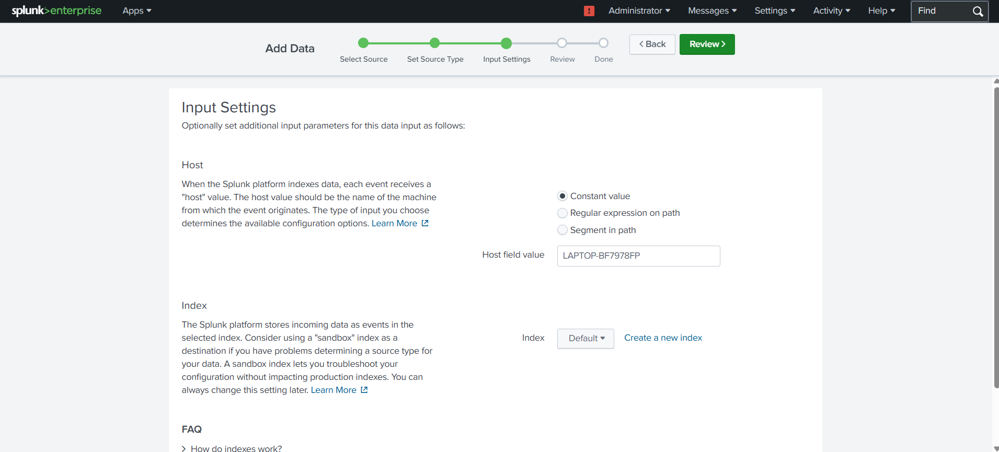 splunk>enterprise Apps Administrator Messages Settings Activity Help Find
Add Data
Select Source Set Source Type Input Settings Review Done
Back Review
Input Settings
Optionally set additional input parameters for this data input as follows:
Host
When the Splunk platform indexes data, each event receives a
"host" value. The host value should be the name of the machine
from which the event originates. The type of input you choose
determines the available configuration options. Learn More
Constant value
Regular expression on path
Segment in path
Host field value LAPTOP-BF7978FP
Index
The Splunk platform stores incoming data as events in the
selected index. Consider using a "sandbox" index as a
destination if you have problems determining a source type for
your data. A sandbox index lets you troubleshoot your
configuration without impacting production indexes. You can
always change this setting later. Learn More
Index Default Create a new index
FAQ
How do indexes work?